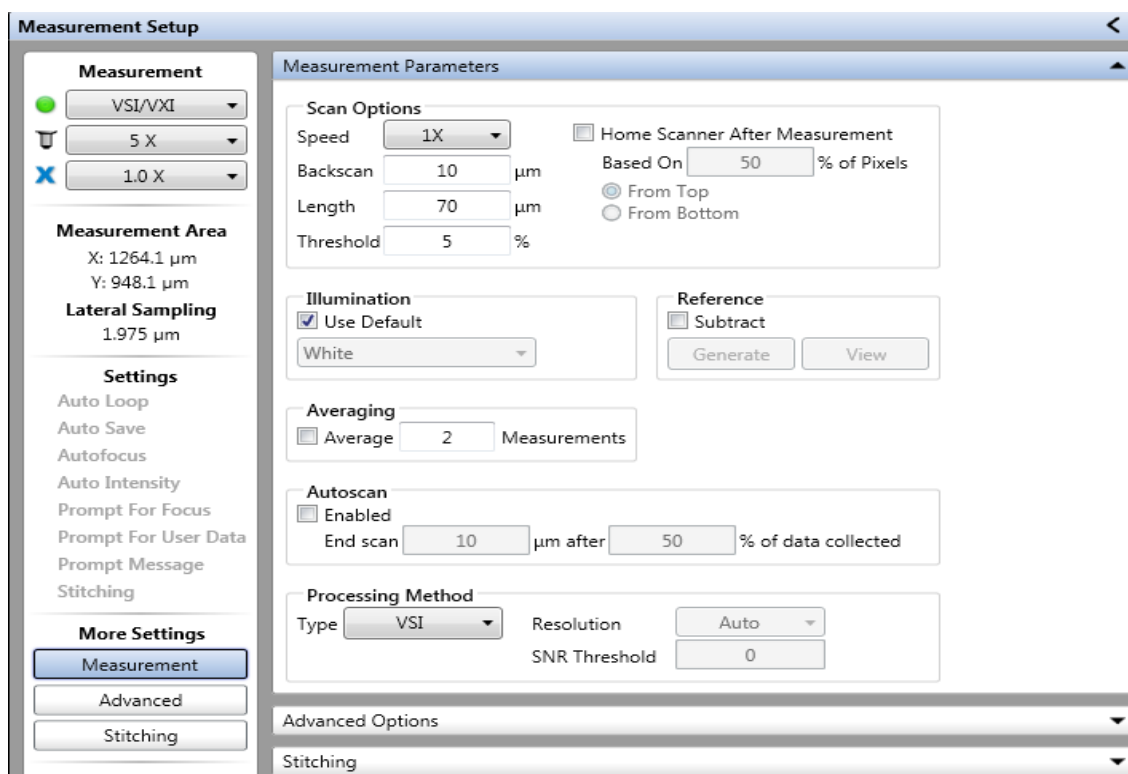 Measurement Setup
Measurement
VSI/VXI
5 X
1.0 X
Measurement Area
X: 1264.1 µm
Y: 948.1 µm
Lateral Sampling
1.975 µm
Settings
Auto Loop
Auto Save
Autofocus
Auto Intensity
Prompt For Focus
Prompt For User Data
Prompt Message
Stitching
More Settings
Measurement
Advanced
Stitching
Measurement Parameters
Scan Options
Speed 1X
Backscan 10 µm
Length 70 µm
Threshold 5 %
Home Scanner After Measurement
Based On 50 % of Pixels
From Top
From Bottom
Illumination
Use Default
White
Reference
Subtract
Generate View
Averaging
Average 2 Measurements
Autoscan
Enabled
End scan 10 µm after 50 % of data collected
Processing Method
Type VSI Resolution Auto
SNR Threshold 0
Advanced Options
Stitching